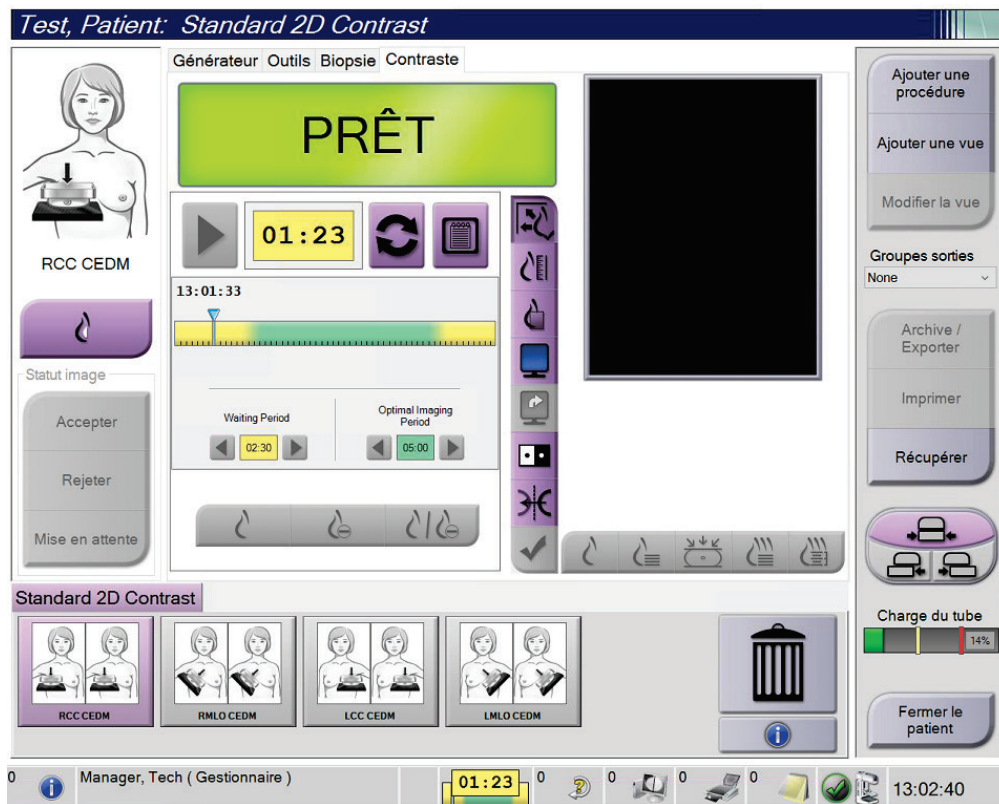 Test, Patient: Standard 2D Contrast
RCC CEDM
Statut image
Accepter
Rejeter
Mise en attente
Générateur Outils Biopsie Contraste
PRÊT
01:23
13:01:33
Waiting Period
02:30
Optimal Imaging
Period
05:00
Ajouter une
procédure
Ajouter une vue
Modifier la vue
Groupes sorties
None
Archive /
Exporter
Imprimer
Récupérer
Charge du tube
14%
Fermer le
patient
Standard 2D Contrast
RCC CEDM
RMLO CEDM
LCC CEDM
LMLO CEDM
0 Manager, Tech ( Gestionnaire ) 01:23 0 0 0 0 13:02:40